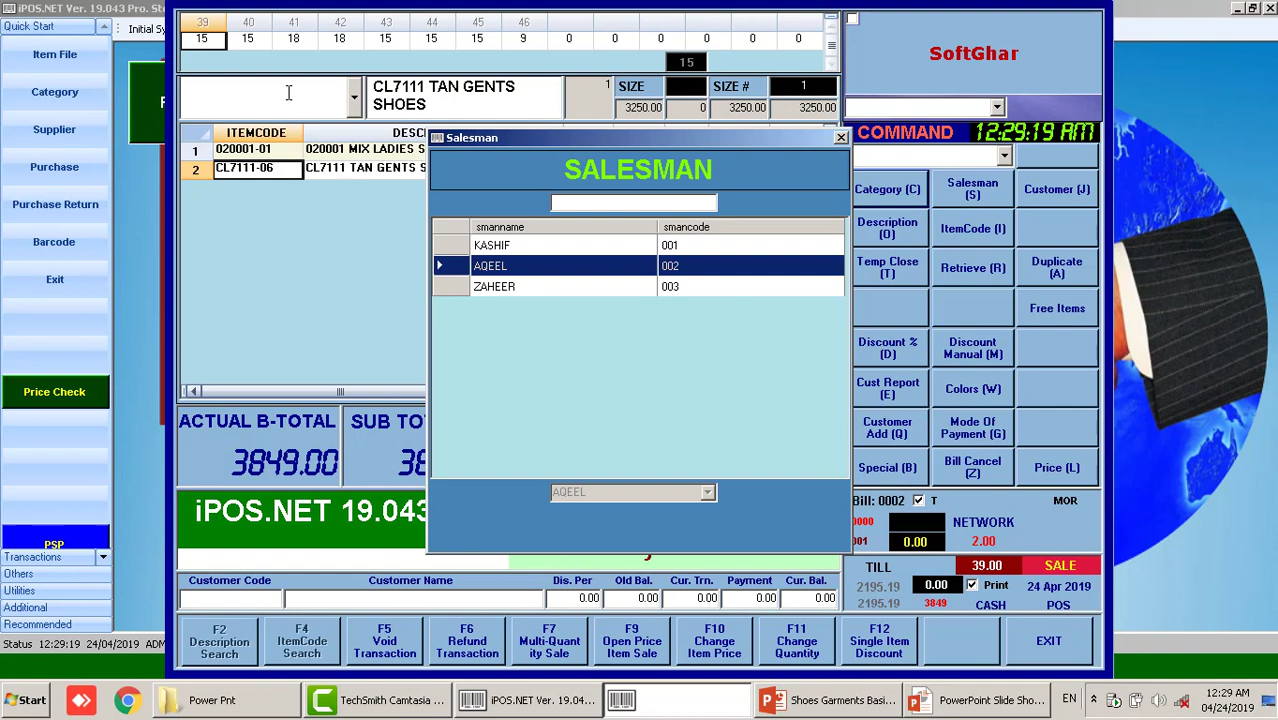 iPOS.NET Ver. 19.043 Pro. St
Quick Start
Initial Sy
Item File
Category
Supplier
Purchase
Purchase Return
Barcode
Exit
Price Check
PSP
Transactions
Others
Utilities
Additional
Recommended
39 40 41 42 43 44 45 46
15 15 18 18 15 15 15 9 0 0 0 0 0 0
15
CL7111 TAN GENTS
SHOES
1 SIZE SIZE # 1
3250.00 0 3250.00 3250.00
SoftGhar
COMMAND 12:29:19 AM
ITEMCODE DESC
1 020001-01 020001 MIX LADIES S
2 CL7111-06 CL7111 TAN GENTS S
Salesman
SALESMAN
smanname smancode
KASHIF 001
AQEEL 002
ZAHEER 003
AQEEL
Category (C) Salesman (S) Customer (J)
Description (O) ItemCode (I)
Temp Close (T) Retrieve (R) Duplicate (A)
Free Items
Discount % (D) Discount Manual (M)
Cust Report (E) Colors (W)
Customer Add (Q) Mode Of Payment (G)
Special (B) Bill Cancel (Z) Price (L)
ACTUAL B-TOTAL SUB TO
3849.00 38
iPOS.NET 19.043
Bill: 0002 T MOR
0000 NETWORK
001 0.00 2.00
TILL 39.00 SALE
2195.19 0.00 Print 24 Apr 2019
2195.19 3849 CASH POS
Customer Code Customer Name Dis. Per Old Bal. Cur. Trn. Payment Cur. Bal.
0.00 0.00 0.00 0.00 0.00
F2 Description Search
F4 ItemCode Search
F5 Void Transaction
F6 Refund Transaction
F7 Multi-Quant ity Sale
F9 Open Price Item Sale
F10 Change Item Price
F11 Change Quantity
F12 Single Item Discount
EXIT
Status: 12:29:19 24/04/2019 ADM
Start Power Pnt TechSmith Camtasia ... iPOS.NET Ver. 19.04... Shoes Garments Basi... PowerPoint Slide Sho... EN 12:29 AM
04/24/2019